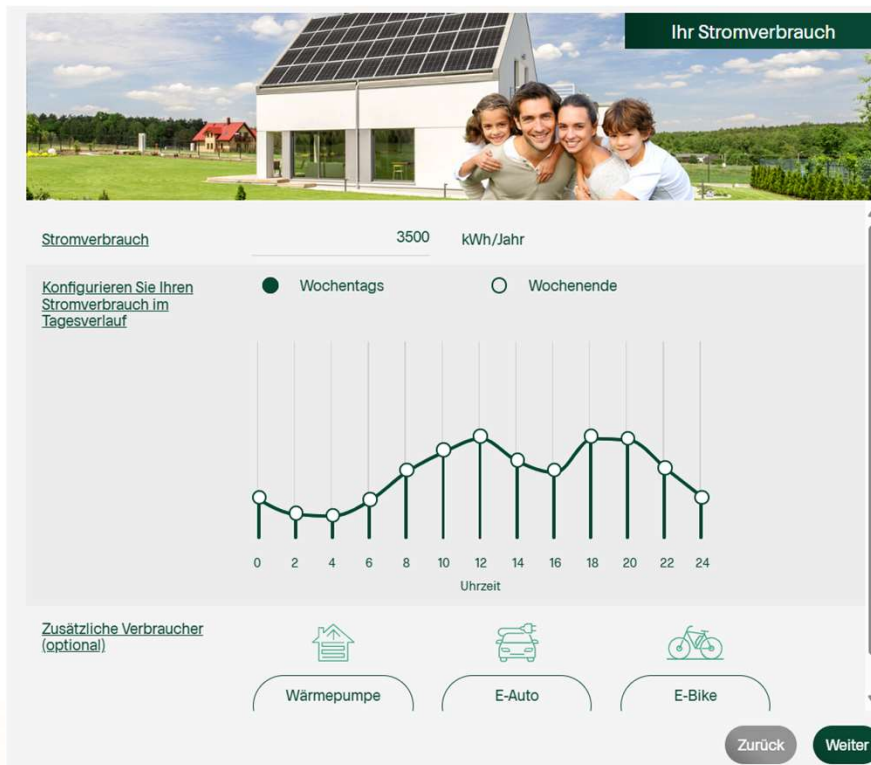 Ihr Stromverbrauch
Stromverbrauch 3500 kWh/Jahr
Konfigurieren Sie Ihren
Stromverbrauch im
Tagesverlauf
Wochentags Wochenende
0 2 4 6 8 10 12 14 16 18 20 22 24
Uhrzeit
Zusätzliche Verbraucher
(optional)
Wärmepumpe E-Auto E-Bike
Zurück Weiter